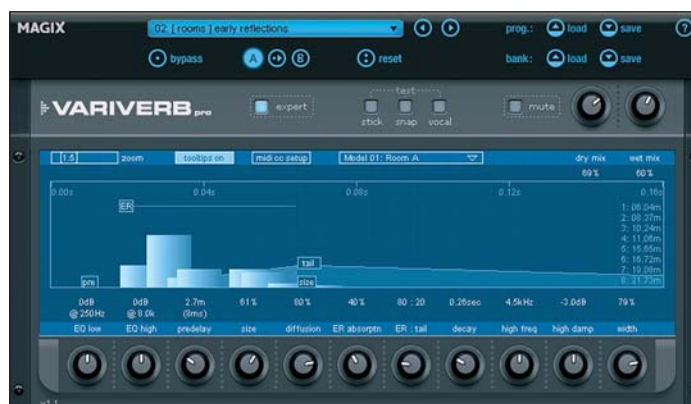 MAGIX
02: [ rooms ] early reflections
prog.: load save ?
bypass A B reset
bank: load save
VARIVERB pro
expert
test
stick snap vocal
mute
[1.5] zoom tooltips on midi cc setup Model 01: Room A dry mix wet mix
69% 60%
0.00s 0.04s 0.08s 0.12s 0.16s
ER
1: 06.04m
2: 08.37m
3: 10.24m
4: 11.06m
5: 15.65m
6: 16.72m
7: 19.08m
8: 21.73m
tail
pre size
0dB 0dB 2.7m 61% 80% 40% 80 : 20 0.26sec 4.5kHz -3.0dB 79%
@ 250Hz @ 8.0k (8ms)
EQ low EQ high predelay size diffusion ER absorptn ER : tail decay high freq high damp width